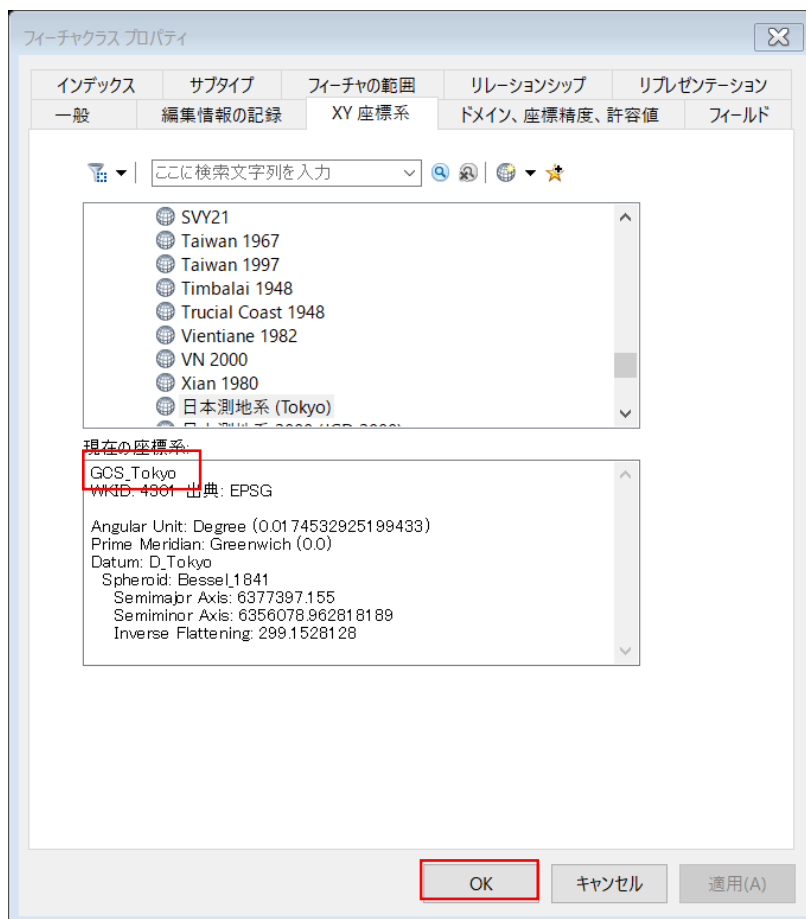 フィーチャクラス プロパティ
インデックス サブタイプ フィーチャの範囲 リレーションシップ リプレゼンテーション
一般 編集情報の記録 XY 座標系 ドメイン、座標精度、許容値 フィールド
ここに検索文字列を入力
SVY21
Taiwan 1967
Taiwan 1997
Timbalai 1948
Trucial Coast 1948
Vientiane 1982
VN 2000
Xian 1980
日本測地系 (Tokyo)
現在の座標系:
GCS_Tokyo
WKID: 4301 出典: EPSG
Angular Unit: Degree (0.0174532925199433)
Prime Meridian: Greenwich (0.0)
Datum: D_Tokyo
Spheroid: Bessel_1841
Semimajor Axis: 6377397.155
Semiminor Axis: 6356078.962818189
Inverse Flattening: 299.1528128
OK キャンセル 適用(A)